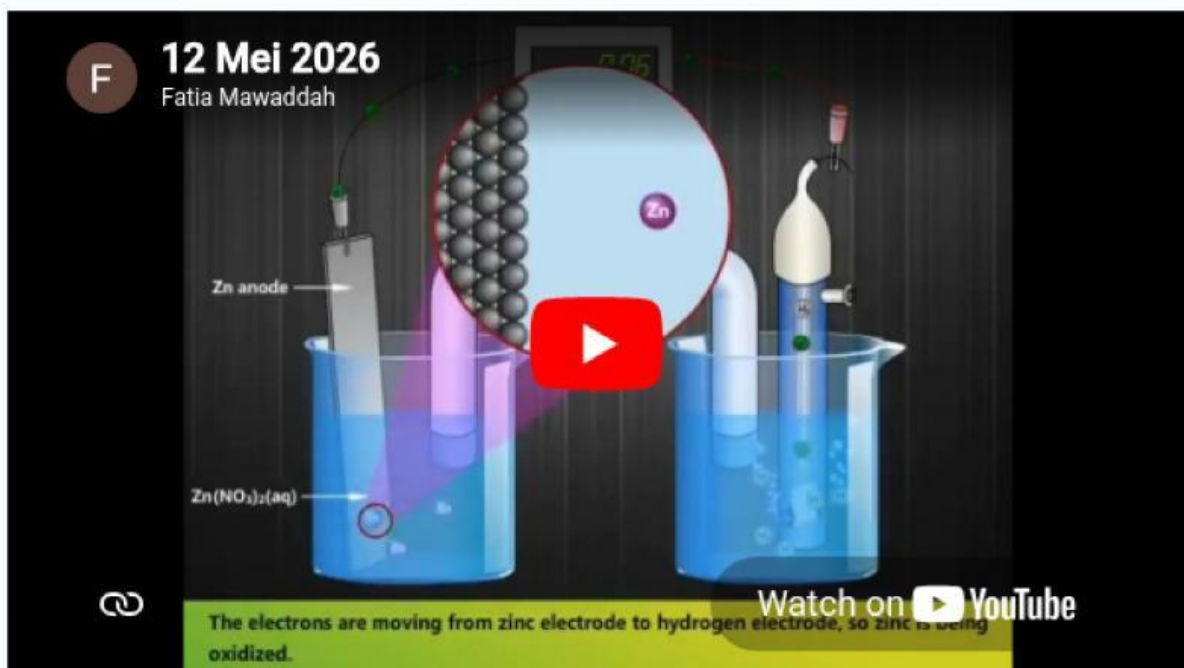 F
12 Mei 2026
Fatia Mawaddah
Zn
Zn anode
Zn(NO₃)₂(aq)
Watch on YouTube
The electrons are moving from zinc electrode to hydrogen electrode, so zinc is being
oxidized.